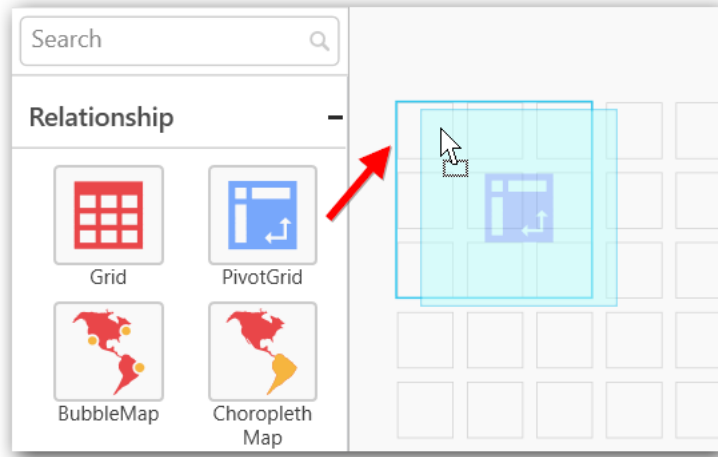 Search
Relationship
Grid
PivotGrid
BubbleMap
Choropleth
Map